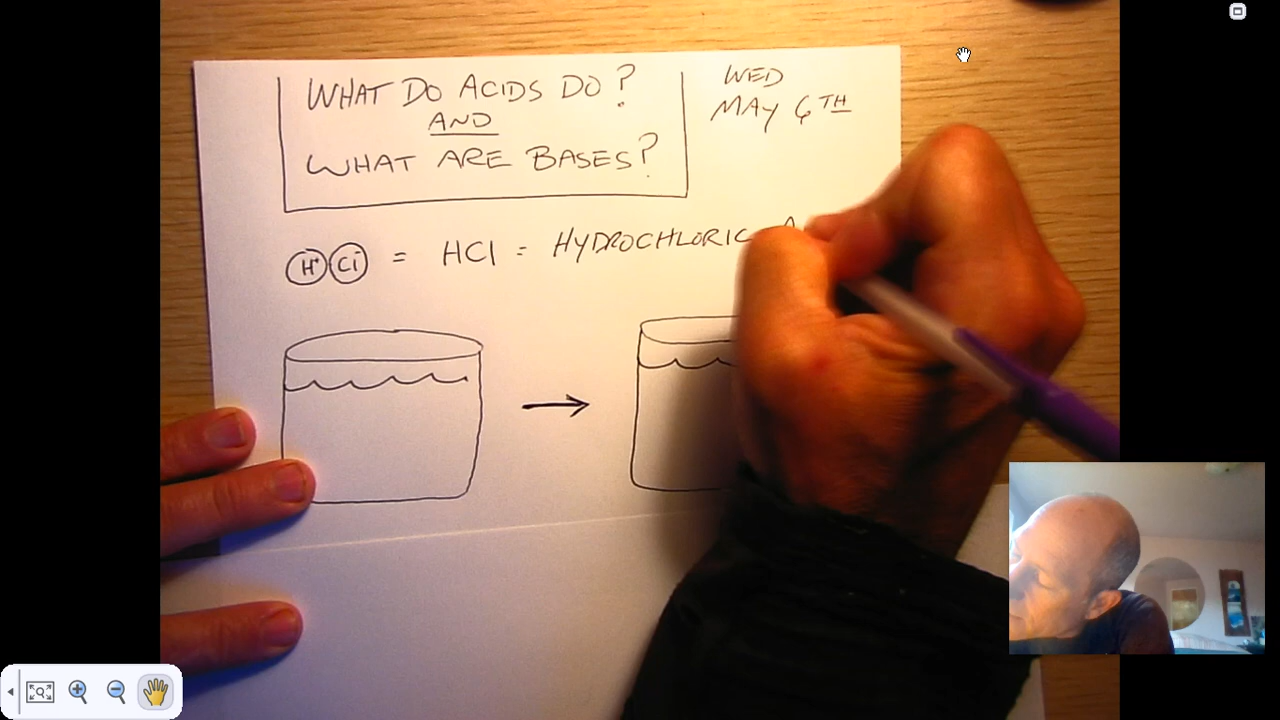 WHAT DO ACIDS DO?
AND
WHAT ARE BASES?
WED
MAY 6TH
H+ Cl = HCl = HYDROCHLORIC A